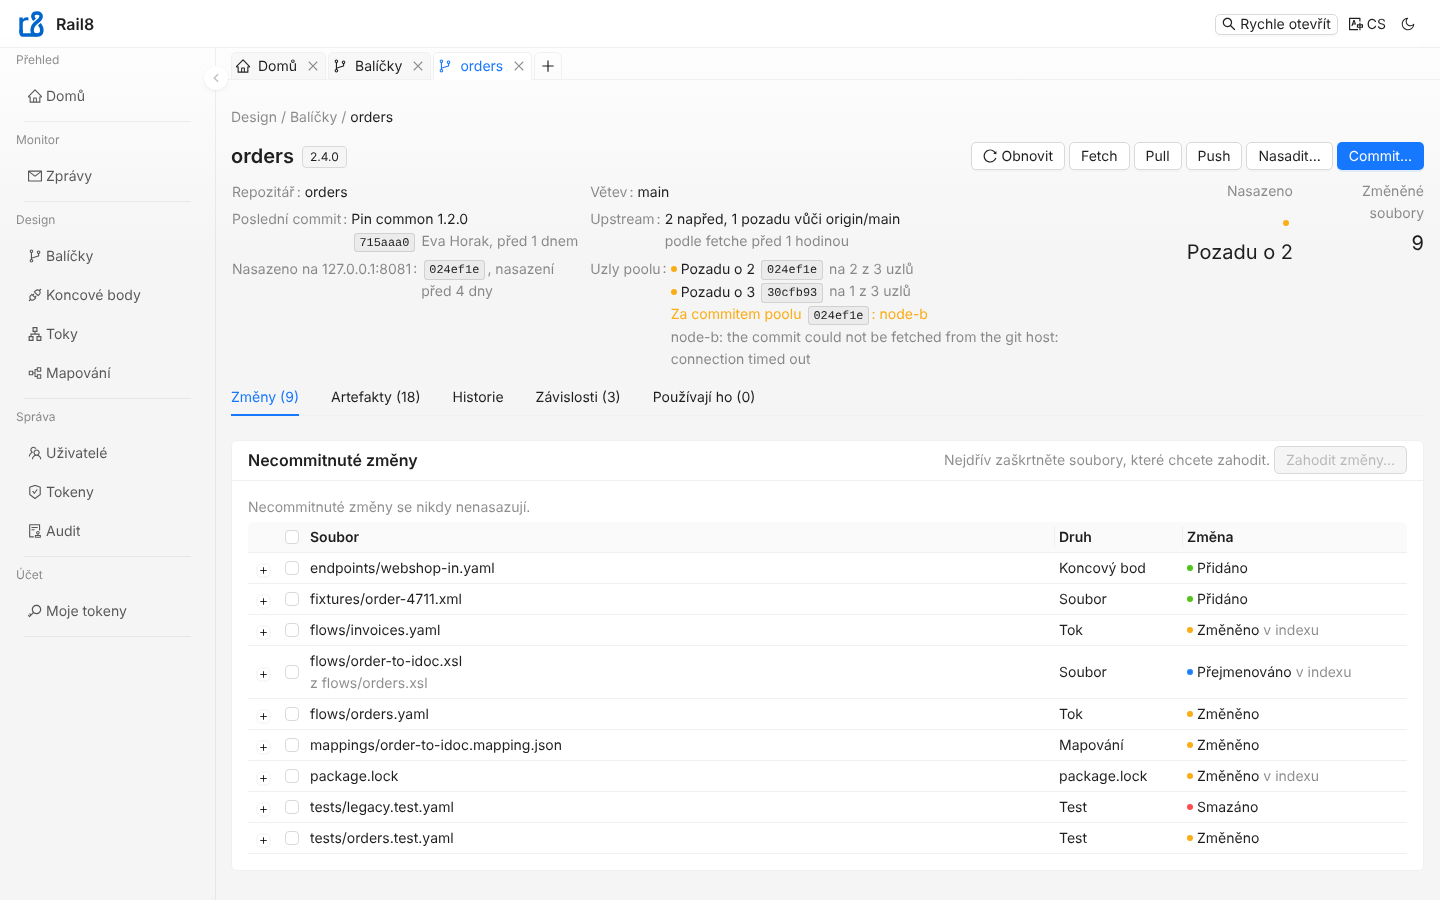 Rail8
Rychle otevřít
CS
Přehled
Domů
Monitor
Zprávy
Design
Balíčky
Koncové body
Toky
Mapování
Správa
Uživatelé
Tokeny
Audit
Účet
Moje tokeny
Domů
Balíčky
orders
Design / Balíčky / orders
orders 2.4.0
Obnovit
Fetch
Pull
Push
Nasadit...
Commit...
Repozitář: orders
Větev: main
Poslední commit: Pin common 1.2.0
715aaa0 Eva Horak, před 1 dnem
Upstream: 2 napřed, 1 pozadu vůči origin/main
podle fetche před 1 hodinou
Nasazeno na 127.0.0.1:8081: 024ef1e, nasazení
před 4 dny
Uzly poolu: Pozadu o 2 024ef1e na 2 z 3 uzlů
Pozadu o 3 30cfb93 na 1 z 3 uzlů
Za commitem poolu 024ef1e: node-b
node-b: the commit could not be fetched from the git host:
connection timed out
Nasazeno
Pozadu o 2
Změněné
soubory
9
Změny (9)
Artefakty (18)
Historie
Závislosti (3)
Používají ho (0)
Necommitnuté změny
Nejdřív zaškrtněte soubory, které chcete zahodit.
Zahodit změny...
Necommitnuté změny se nikdy nenasazují.
Soubor Druh Změna
+ endpoints/webshop-in.yaml Koncový bod Přidáno
+ fixtures/order-4711.xml Soubor Přidáno
+ flows/invoices.yaml Tok Změněno v indexu
+ flows/order-to-idoc.xsl Soubor Přejmenováno v indexu
z flows/orders.xsl
+ flows/orders.yaml Tok Změněno
+ mappings/order-to-idoc.mapping.json Mapování Změněno
+ package.lock package.lock Změněno v indexu
+ tests/legacy.test.yaml Test Smazáno
+ tests/orders.test.yaml Test Změněno